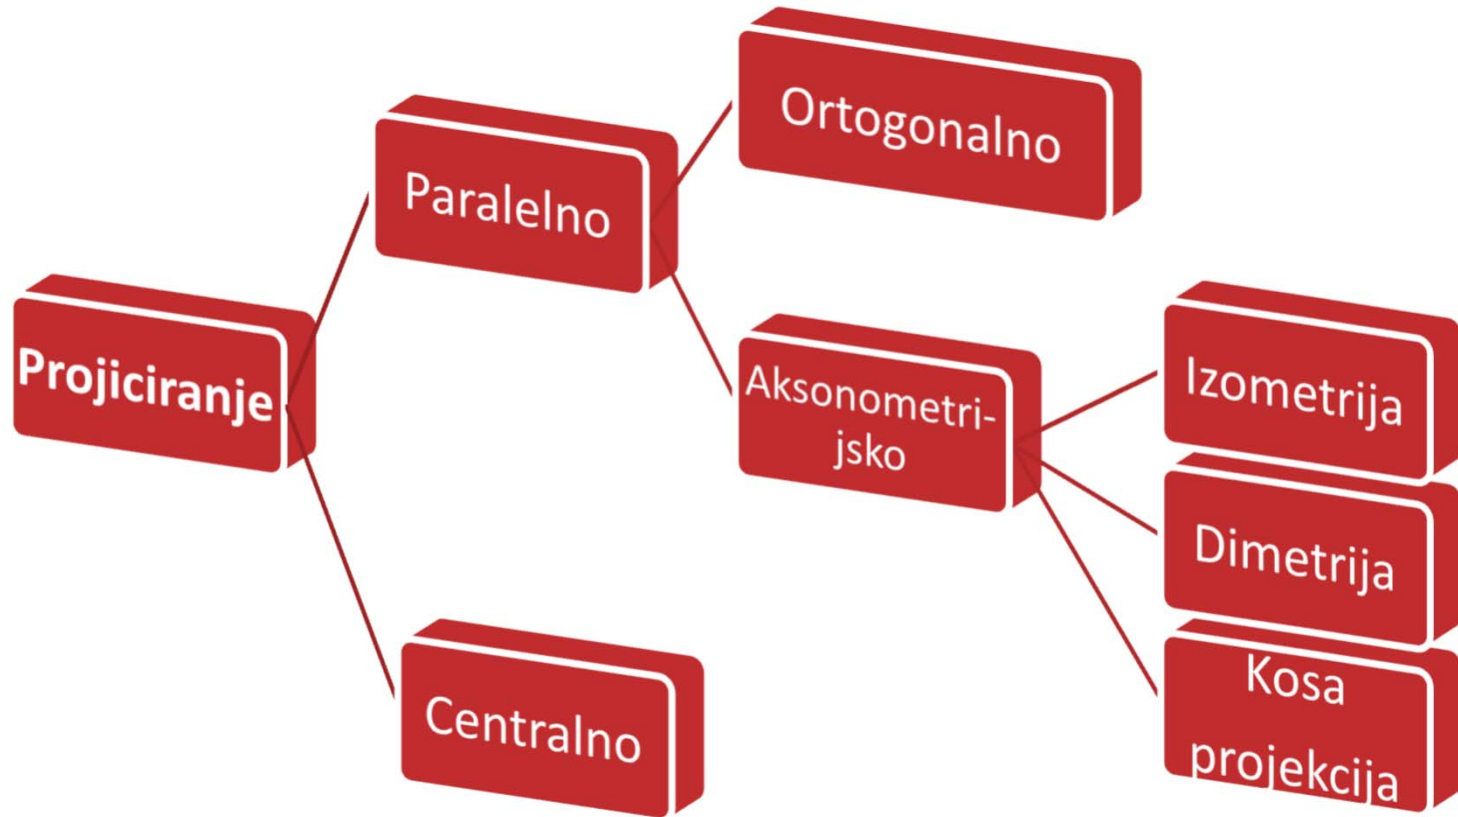 Projiciranje
Paralelno
Centralno
Ortogonalno
Aksonometri-
jsko
Izometrija
Dimetrija
Kosa
projekcija